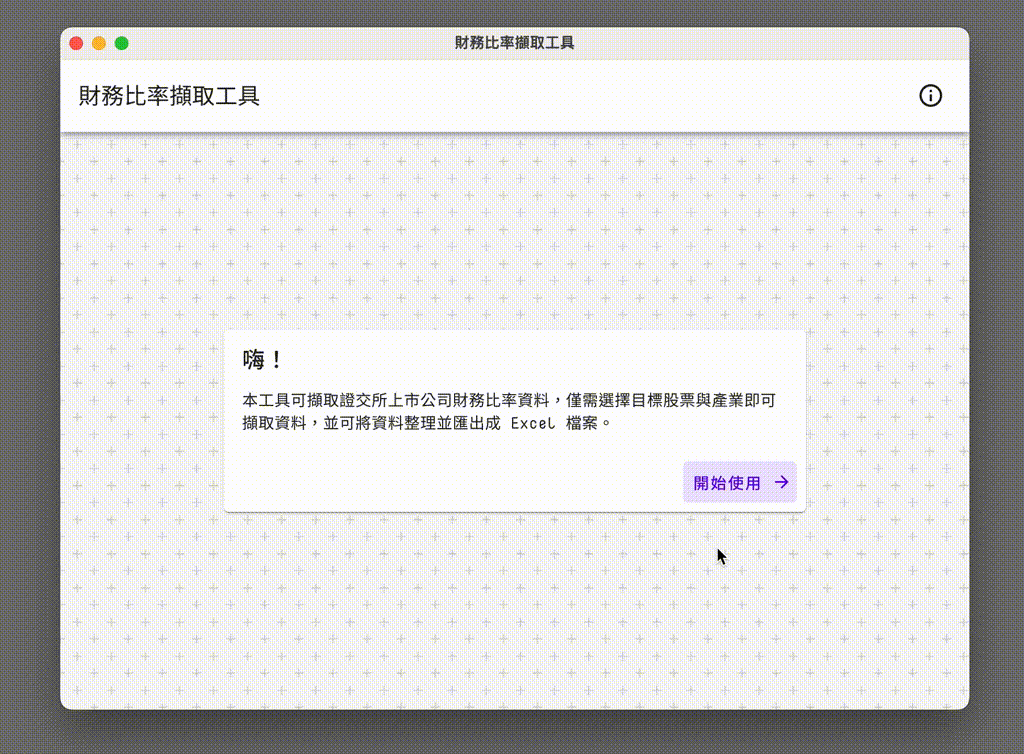 財務比率擷取工具
財務比率擷取工具
嗨！
本工具可擷取證交所上市公司財務比率資料，僅需選擇目標股票與產業即可
擷取資料，並可將資料整理並匯出成 Excel 檔案。
開始使用